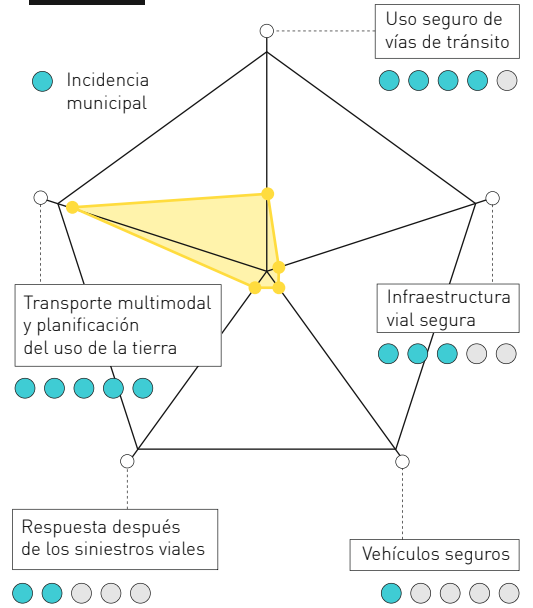 Uso seguro de
vías de tránsito
Incidencia
municipal
Transporte multimodal
y planificación
del uso de la tierra
Infraestructura
vial segura
Respuesta después
de los siniestros viales
Vehículos seguros